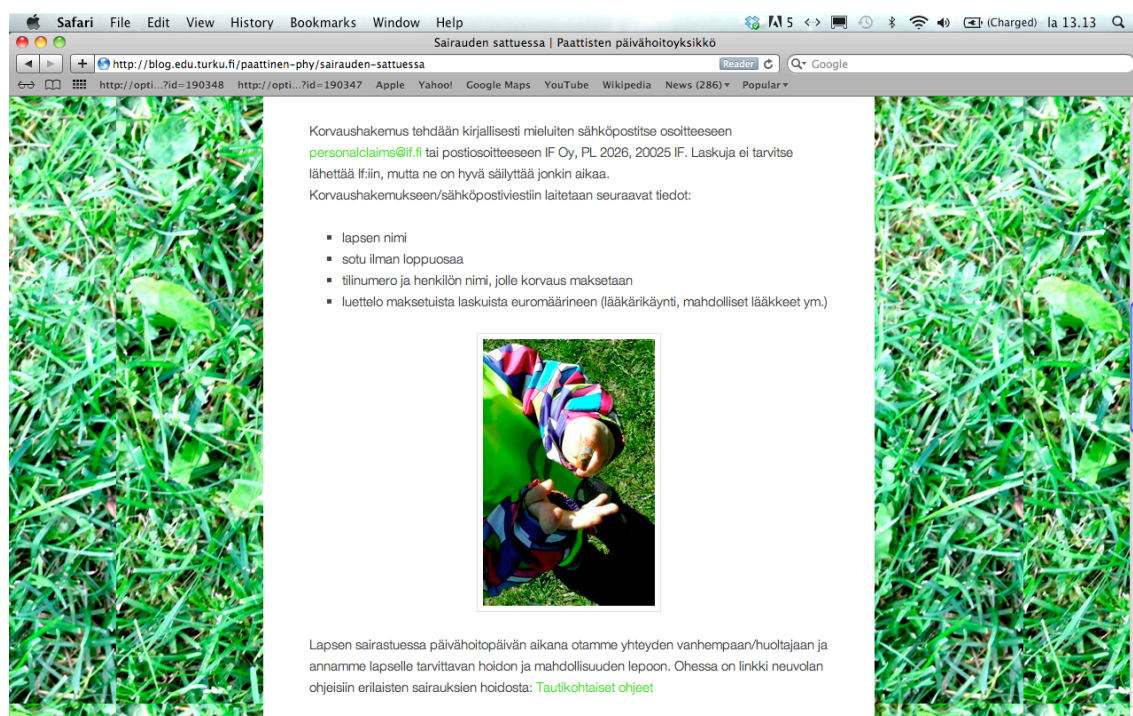 Safari File Edit View History Bookmarks Window Help 5 (Charged) la 13.13
Sairauden sattuessa | Paattisten päivähoitoyksikkö
http://blog.edu.turku.fi/paattinen-phy/sairauden-sattuessa Reader Google
http://opti...?id=190348 http://opti...?id=190347 Apple Yahoo! Google Maps YouTube Wikipedia News (286) Popular
Korvaushakemus tehdään kirjallisesti mieluiten sähköpostitse osoitteeseen
personalclaims@if.fi tai postiosoitteeseen IF Oy, PL 2026, 20025 IF. Laskuja ei tarvitse
lähettää If:iin, mutta ne on hyvä säilyttää jonkin aikaa.
Korvaushakemukseen/sähköpostiviestiin laitetaan seuraavat tiedot:
lapsen nimi
sotu ilman loppuosaa
tilinumero ja henkilön nimi, jolle korvaus maksetaan
luettelo maksetuista laskuista euromäärineen (lääkärikäynti, mahdolliset lääkkeet ym.)
Lapsen sairastuessa päivähoitopäivän aikana otamme yhteyden vanhempaan/huoltajaan ja
annamme lapselle tarvittavan hoidon ja mahdollisuuden lepoon. Ohessa on linkki neuvolan
ohjeisiin erilaisten sairauksien hoidosta: Tautikohtaiset ohjeet